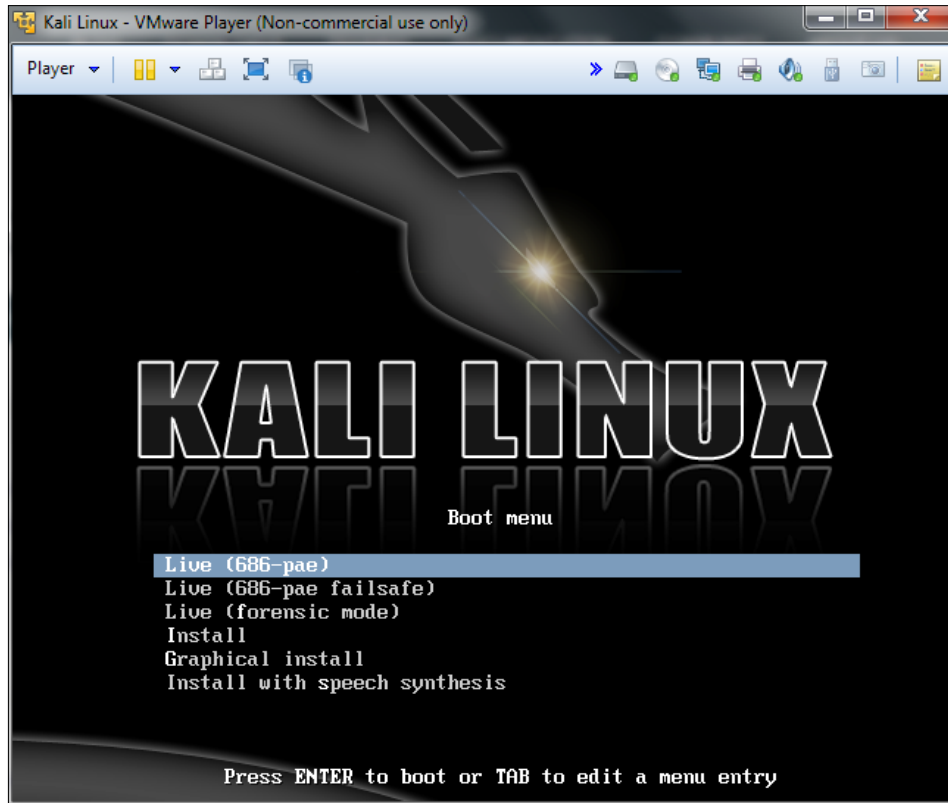 Kali Linux - VMware Player (Non-commercial use only)
Player
KALI LINUX
Boot menu
Live (686-pae)
Live (686-pae failsafe)
Live (forensic mode)
Install
Graphical install
Install with speech synthesis
Press ENTER to boot or TAB to edit a menu entry